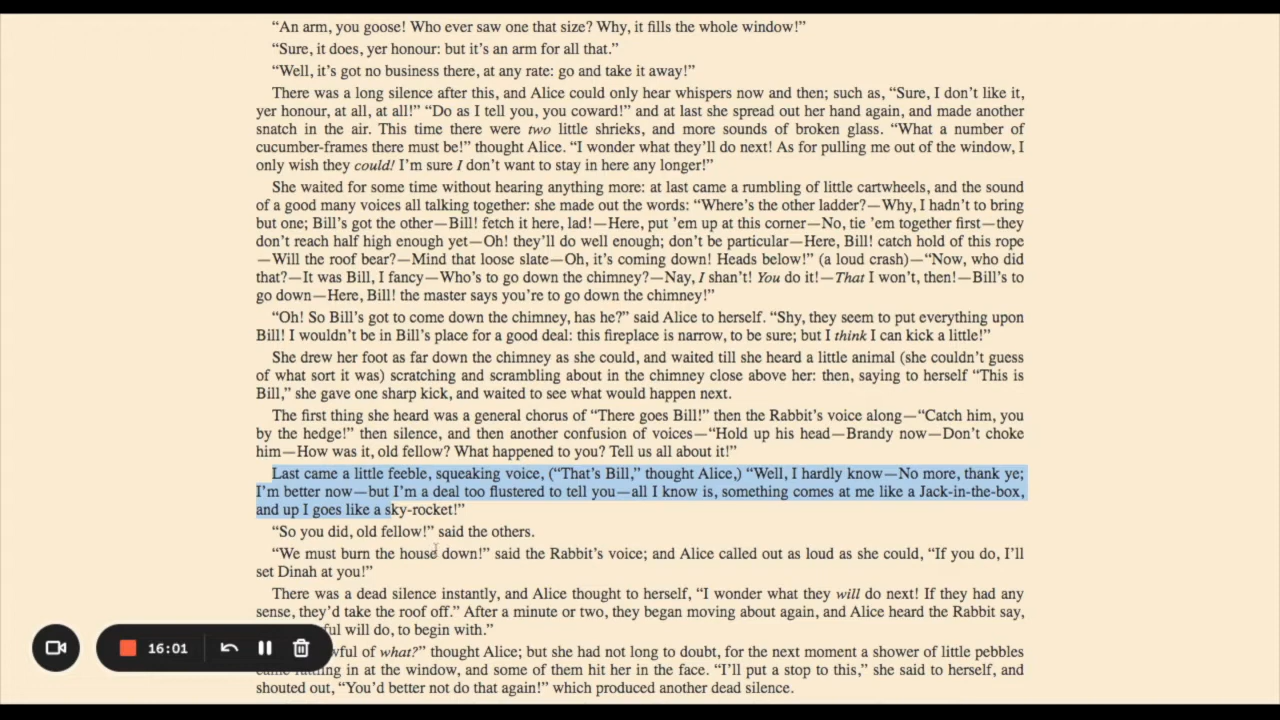 “An arm, you goose! Who ever saw one that size? Why, it fills the whole window!”
“Sure, it does, yer honour: but it’s an arm for all that.”
“Well, it’s got no business there, at any rate: go and take it away!”
There was a long silence after this, and Alice could only hear whispers now and then; such as, “Sure, I don’t like it,
yer honour, at all, at all!” “Do as I tell you, you coward!” and at last she spread out her hand again, and made another
snatch in the air. This time there were two little shrieks, and more sounds of broken glass. “What a number of
cucumber-frames there must be!” thought Alice. “I wonder what they’ll do next! As for pulling me out of the window, I
only wish they could! I’m sure I don’t want to stay in here any longer!”
She waited for some time without hearing anything more: at last came a rumbling of little cartwheels, and the sound
of a good many voices all talking together: she made out the words: “Where’s the other ladder?—Why, I hadn’t to bring
but one; Bill’s got the other—Bill! fetch it here, lad!—Here, put ’em up at this corner—No, tie ’em together first—they
don’t reach half high enough yet—Oh! they’ll do well enough; don’t be particular—Here, Bill! catch hold of this rope
—Will the roof bear?—Mind that loose slate—Oh, it’s coming down! Heads below!” (a loud crash)—“Now, who did
that?—It was Bill, I fancy—Who’s to go down the chimney?—Nay, I shan’t! You do it!—That I won’t, then!—Bill’s to
go down—Here, Bill! the master says you’re to go down the chimney!”
“Oh! So Bill’s got to come down the chimney, has he?” said Alice to herself. “Shy, they seem to put everything upon
Bill! I wouldn’t be in Bill’s place for a good deal: this fireplace is narrow, to be sure; but I think I can kick a little!”
She drew her foot as far down the chimney as she could, and waited till she heard a little animal (she couldn’t guess
of what sort it was) scratching and scrambling about in the chimney close above her: then, saying to herself “This is
Bill,” she gave one sharp kick, and waited to see what would happen next.
The first thing she heard was a general chorus of “There goes Bill!” then the Rabbit’s voice along—“Catch him, you
by the hedge!” then silence, and then another confusion of voices—“Hold up his head—Brandy now—Don’t choke
him—How was it, old fellow? What happened to you? Tell us all about it!”
Last came a little feeble, squeaking voice, (“That’s Bill,” thought Alice,) “Well, I hardly know—No more, thank ye;
I’m better now—but I’m a deal too flustered to tell you—all I know is, something comes at me like a Jack-in-the-box,
and up I goes like a sky-rocket!”
“So you did, old fellow!” said the others.
“We must burn the house down!” said the Rabbit’s voice; and Alice called out as loud as she could, “If you do, I’ll
set Dinah at you!”
There was a dead silence instantly, and Alice thought to herself, “I wonder what they will do next! If they had any
sense, they’d take the roof off.” After a minute or two, they began moving about again, and Alice heard the Rabbit say,
will do, to begin with.”
16:01
of what?” thought Alice; but she had not long to doubt, for the next moment a shower of little pebbles
in at the window, and some of them hit her in the face. “I’ll put a stop to this,” she said to herself, and
shouted out, “You’d better not do that again!” which produced another dead silence.